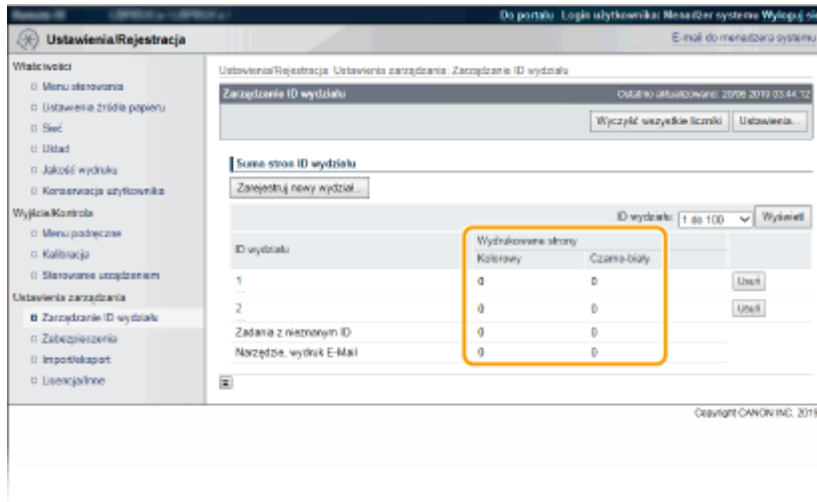 Do portalu Login użytkownika: Menadżer systemu Wyloguj się
Ustawienia/Rejestracja
E-mail do menadżera systemu
Właściwości
Menu sterowania
Ustawienia źródła papieru
Sieć
Układ
Jakość wydruku
Konserwacja użytkownika
Wyjście/Kontrola
Menu podręczne
Kalibracja
Sterowanie urządzeniem
Ustawienia zarządzania
Zarządzanie ID wydziału
Zabezpieczenia
Import/eksport
Licencja/Inne
Ustawienia/Rejestracja: Ustawienia zarządzania: Zarządzanie ID wydziału
Zarządzanie ID wydziału
Ostatnio aktualizowano: 03:44:12
Wyczyść wszystkie liczniki
Ustawienia...
Suma stron ID wydziału
Zarejestruj nowy wydział...
ID wydziału: 1 do 100 Wyświetl
ID wydziału
Wydrukowane strony
Kolorowy Czarno-biały
1 0 0 Usuń
2 0 0 Usuń
Zadania z nieznanym ID 0 0
Narzędzie, wydruk E-Mail 0 0
Copyright CANON INC. 2018